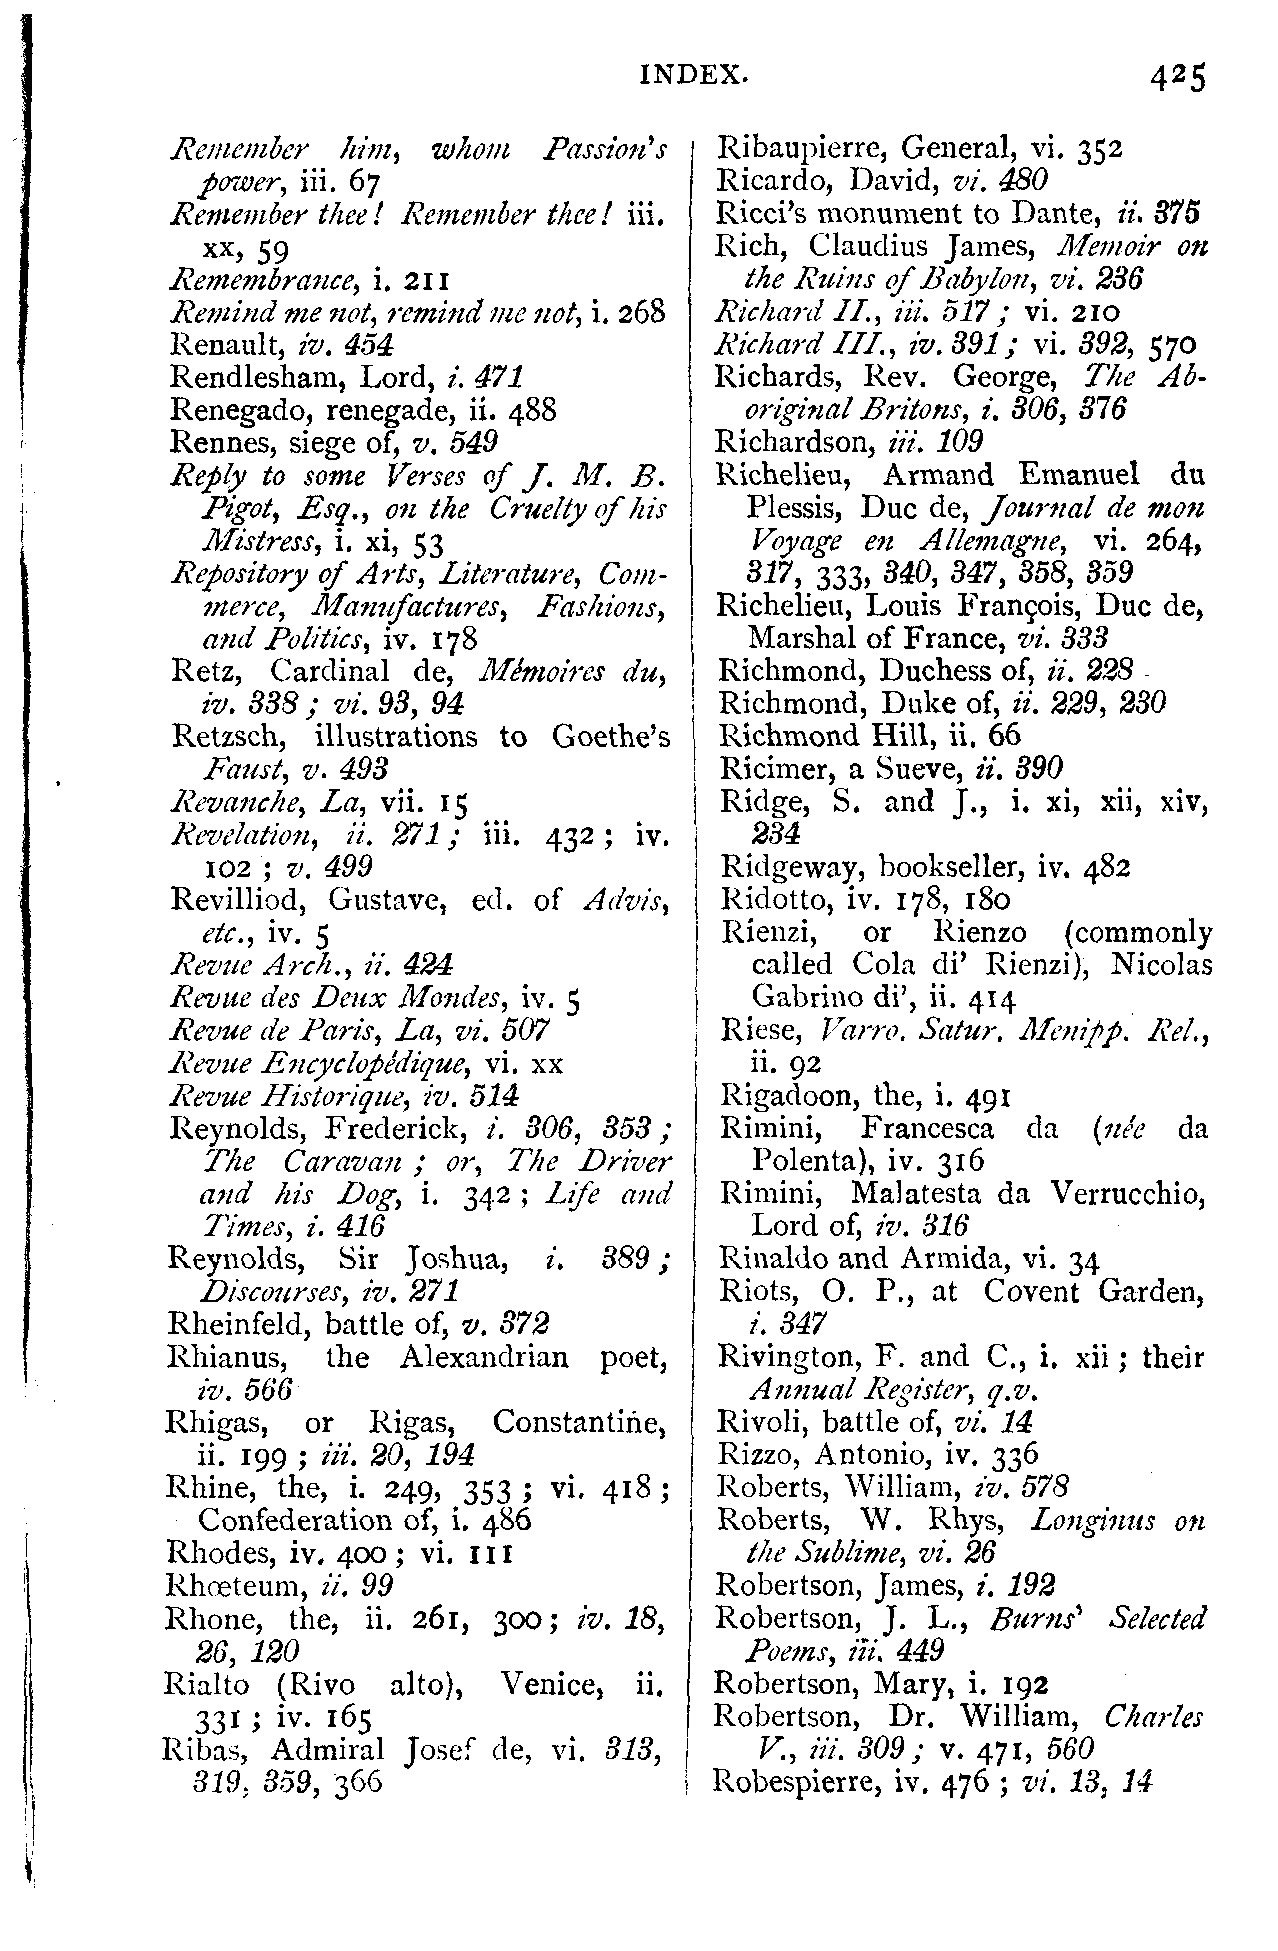 INDEX. 425
Remember him, whom Passion's
power, iii. 67
Remember thee! Remember thee! iii.
xx, 59
Remembrance, i. 211
Remind me not, remind me not, i. 268
Renault, iv. 454
Rendlesham, Lord, i. 471
Renegado, renegade, ii. 488
Rennes, siege of, v. 549
Reply to some Verses of J. M. B.
Pigot, Esq., on the Cruelty of his
Mistress, i. xi, 53
Repository of Arts, Literature, Com-
merce, Manufactures, Fashions,
and Politics, iv. 178
Retz, Cardinal de, Mémoires du,
iv. 338; vi. 93, 94
Retzsch, illustrations to Goethe's
Faust, v. 493
Revanche, La, vii. 15
Revelation, ii. 271; iii. 432; iv.
102; v. 499
Revilliod, Gustave, ed. of Advis,
etc., iv. 5
Revue Arch., ii. 424
Revue des Deux Mondes, iv. 5
Revue de Paris, La, vi. 507
Revue Encyclopédique, vi. xx
Revue Historique, iv. 514
Reynolds, Frederick, i. 306, 353;
The Caravan; or, The Driver
and his Dog, i. 342; Life and
Times, i. 416
Reynolds, Sir Joshua, i. 389;
Discourses, iv. 271
Rheinfeld, battle of, v. 372
Rhianus, the Alexandrian poet,
iv. 566
Rhigas, or Rigas, Constantine,
ii. 199; iii. 20, 194
Rhine, the, i. 249, 353; vi. 418;
Confederation of, i. 486
Rhodes, iv. 400; vi. 111
Rhœteum, ii. 99
Rhone, the, ii. 261, 300; iv. 18,
26, 120
Rialto (Rivo alto), Venice, ii.
331; iv. 165
Ribas, Admiral Josef de, vi. 313,
319, 359, 366
Ribaupierre, General, vi. 352
Ricardo, David, vi. 480
Ricci's monument to Dante, ii. 375
Rich, Claudius James, Memoir on
the Ruins of Babylon, vi. 236
Richard II., iii. 517; vi. 210
Richard III., iv. 391; vi. 392, 570
Richards, Rev. George, The Ab-
original Britons, i. 306, 376
Richardson, iii. 109
Richelieu, Armand Emanuel du
Plessis, Duc de, Journal de mon
Voyage en Allemagne, vi. 264,
317, 333, 340, 347, 358, 359
Richelieu, Louis François, Duc de,
Marshal of France, vi. 333
Richmond, Duchess of, ii. 228
Richmond, Duke of, ii. 229, 230
Richmond Hill, ii. 66
Ricimer, a Sueve, ii. 390
Ridge, S. and J., i. xi, xii, xiv,
234
Ridgeway, bookseller, iv. 482
Ridotto, iv. 178, 180
Rienzi, or Rienzo (commonly
called Cola di' Rienzi), Nicolas
Gabrino di', ii. 414
Riese, Varro. Satur. Menipp. Rel.,
ii. 92
Rigadoon, the, i. 491
Rimini, Francesca da (née da
Polenta), iv. 316
Rimini, Malatesta da Verrucchio,
Lord of, iv. 316
Rinaldo and Armida, vi. 34
Riots, O. P., at Covent Garden,
i. 347
Rivington, F. and C., i. xii; their
Annual Register, q.v.
Rivoli, battle of, vi. 14
Rizzo, Antonio, iv. 336
Roberts, William, iv. 578
Roberts, W. Rhys, Longinus on
the Sublime, vi. 26
Robertson, James, i. 192
Robertson, J. L., Burns' Selected
Poems, iii. 449
Robertson, Mary, i. 192
Robertson, Dr. William, Charles
V., iii. 309; v. 471, 560
Robespierre, iv. 476; vi. 13, 14